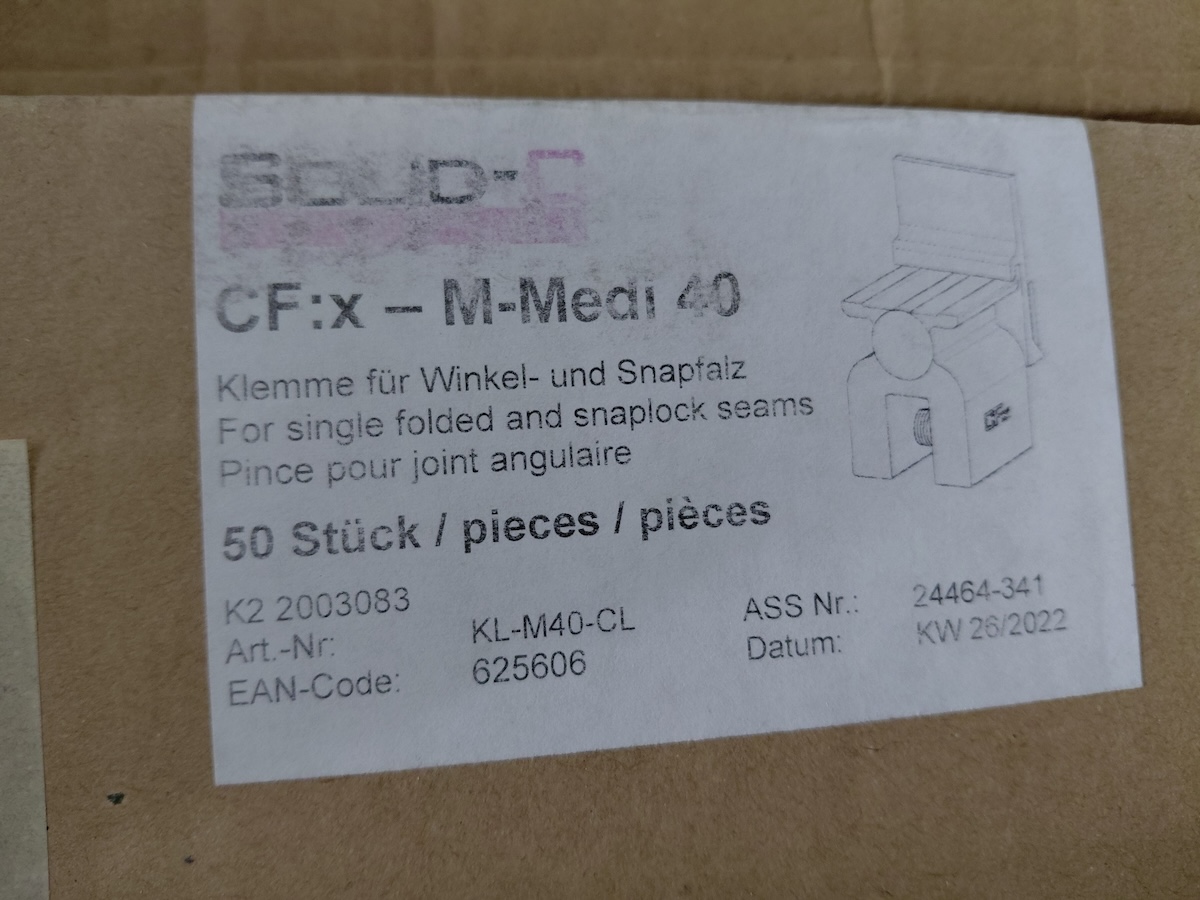 SOLID-C
CF:x – M-Medi 40
Klemme für Winkel- und Snapfalz
For single folded and snaplock seams
Pince pour joint angulaire
50 Stück / pieces / pièces
K2 2003083
Art.-Nr: KL-M40-CL ASS Nr.: 24464-341
EAN-Code: 625606 Datum: KW 26/2022